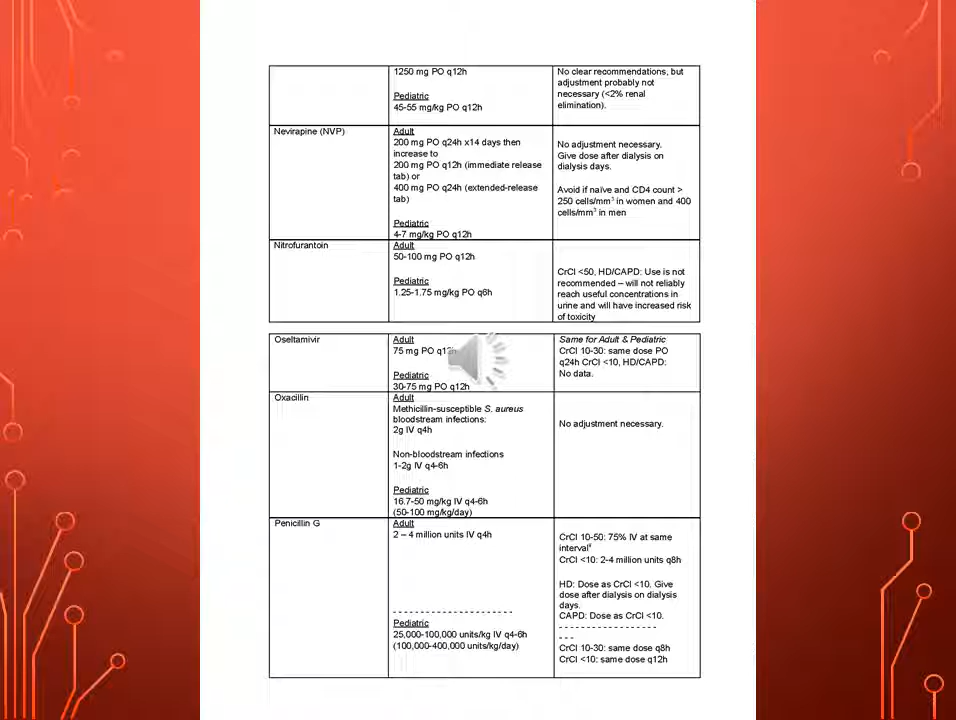 1250 mg PO q12h
Pediatric
45-55 mg/kg PO q12h
No clear recommendations, but
adjustment probably not
necessary (<2% renal
elimination).
Nevirapine (NVP)
Adult
200 mg PO q24h x14 days then
increase to
200 mg PO q12h (immediate release
tab) or
400 mg PO q24h (extended-release
tab)
Pediatric
4-7 mg/kg PO q12h
No adjustment necessary.
Give dose after dialysis on
dialysis days.
Avoid if naïve and CD4 count >
250 cells/mm³ in women and 400
cells/mm³ in men
Nitrofurantoin
Adult
50-100 mg PO q12h
Pediatric
1.25-1.75 mg/kg PO q6h
CrCl <50, HD/CAPD: Use is not
recommended – will not reliably
reach useful concentrations in
urine and will have increased risk
of toxicity
Oseltamivir
Adult
75 mg PO q12h
Pediatric
30-75 mg PO q12h
Same for Adult & Pediatric
CrCl 10-30: same dose PO
q24h CrCl <10, HD/CAPD:
No data.
Oxacillin
Adult
Methicillin-susceptible S. aureus
bloodstream infections:
2g IV q4h
Non-bloodstream infections
1-2g IV q4-6h
Pediatric
16.7-50 mg/kg IV q4-6h
(50-100 mg/kg/day)
No adjustment necessary.
Penicillin G
Adult
2 – 4 million units IV q4h
- - - - - - - - - - - - - - - - - - - - - -
Pediatric
25,000-100,000 units/kg IV q4-6h
(100,000-400,000 units/kg/day)
CrCl 10-50: 75% IV at same
interval
CrCl <10: 2-4 million units q8h
HD: Dose as CrCl <10. Give
dose after dialysis on dialysis
days.
CAPD: Dose as CrCl <10.
- - - - - - - - - - - - - - - - - -
- - -
CrCl 10-30: same dose q8h
CrCl <10: same dose q12h